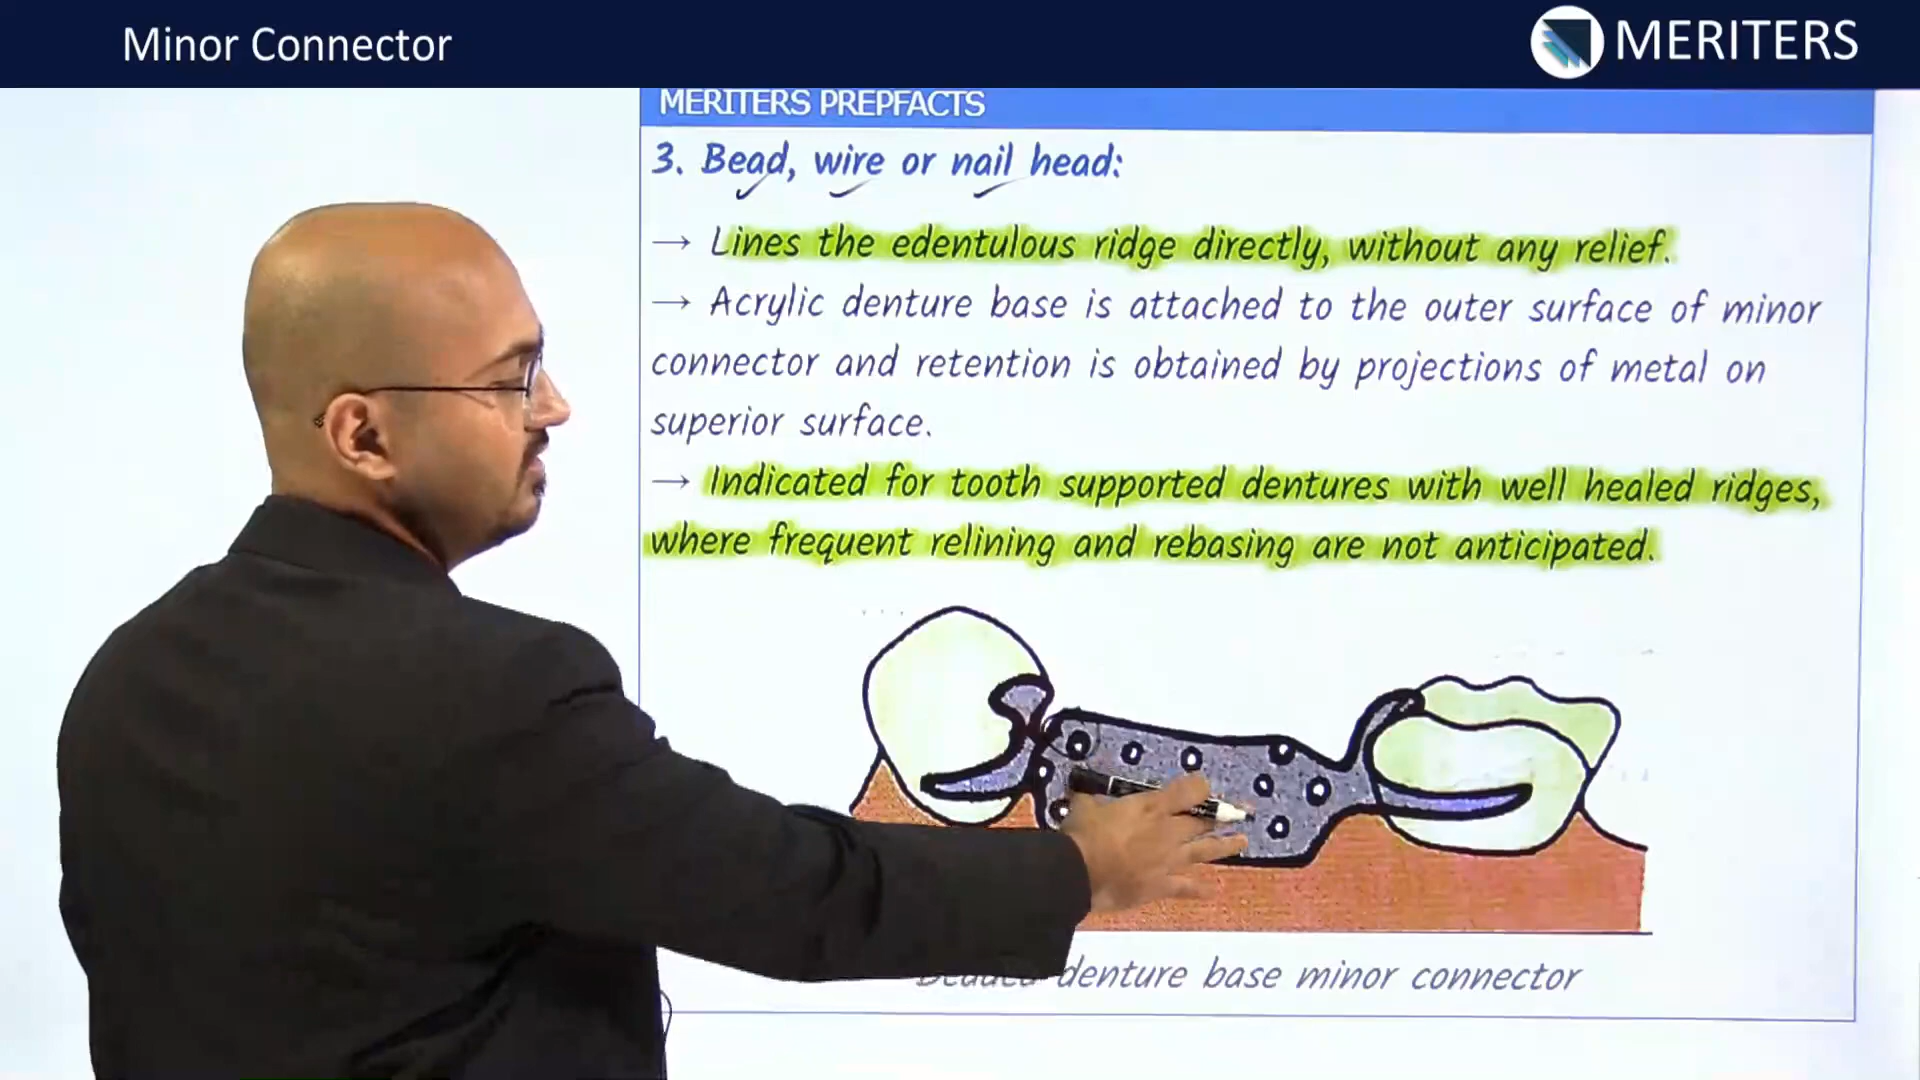 Minor Connector
MERITERS
MERITERS PREPFACTS
3. Bead, wire or nail head:
→ Lines the edentulous ridge directly, without any relief.
→ Acrylic denture base is attached to the outer surface of minor
connector and retention is obtained by projections of metal on
superior surface.
→ Indicated for tooth supported dentures with well healed ridges,
where frequent relining and rebasing are not anticipated.
denture base minor connector